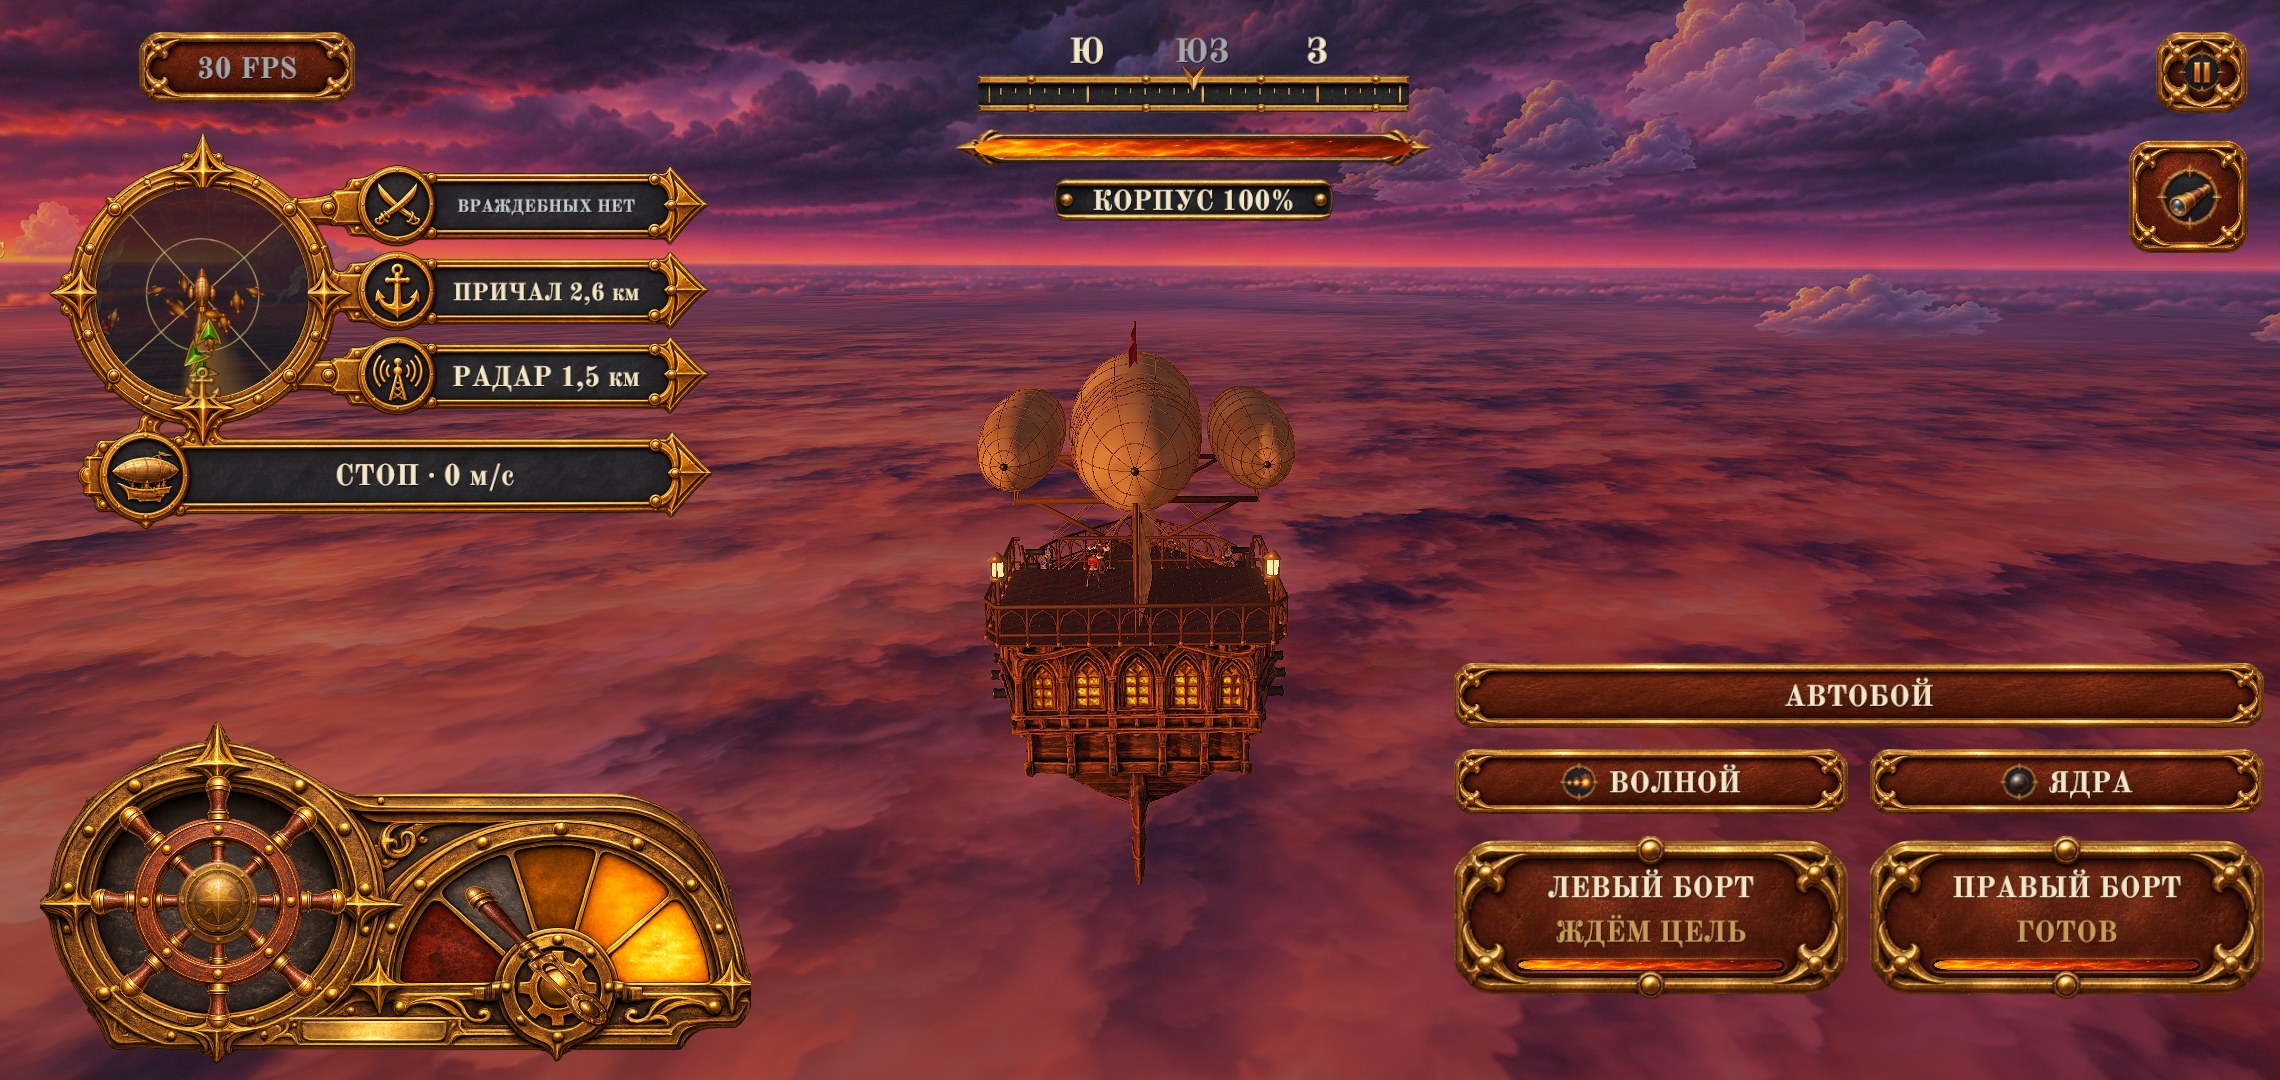 30 FPS
Ю ЮЗ З
КОРПУС 100%
ВРАЖДЕБНЫХ НЕТ
ПРИЧАЛ 2,6 км
РАДАР 1,5 км
СТОП · 0 м/с
АВТОБОЙ
ВОЛНОЙ
ЯДРА
ЛЕВЫЙ БОРТ
ЖДЁМ ЦЕЛЬ
ПРАВЫЙ БОРТ
ГОТОВ